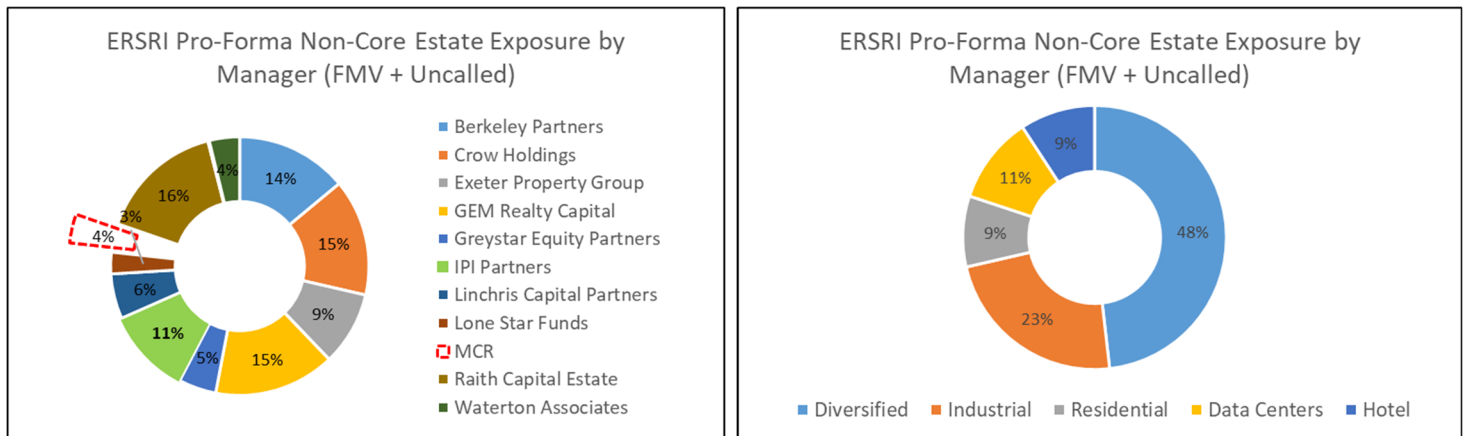 ERSRI Pro-Forma Non-Core Estate Exposure by
Manager (FMV + Uncalled)
Berkeley Partners
Crow Holdings
Exeter Property Group
GEM Realty Capital
Greystar Equity Partners
IPI Partners
Linchris Capital Partners
Lone Star Funds
MCR
Raith Capital Estate
Waterton Associates
14%
15%
9%
15%
5%
11%
6%
3%
4%
16%
4%
ERSRI Pro-Forma Non-Core Estate Exposure by
Manager (FMV + Uncalled)
48%
23%
9%
11%
9%
Diversified
Industrial
Residential
Data Centers
Hotel